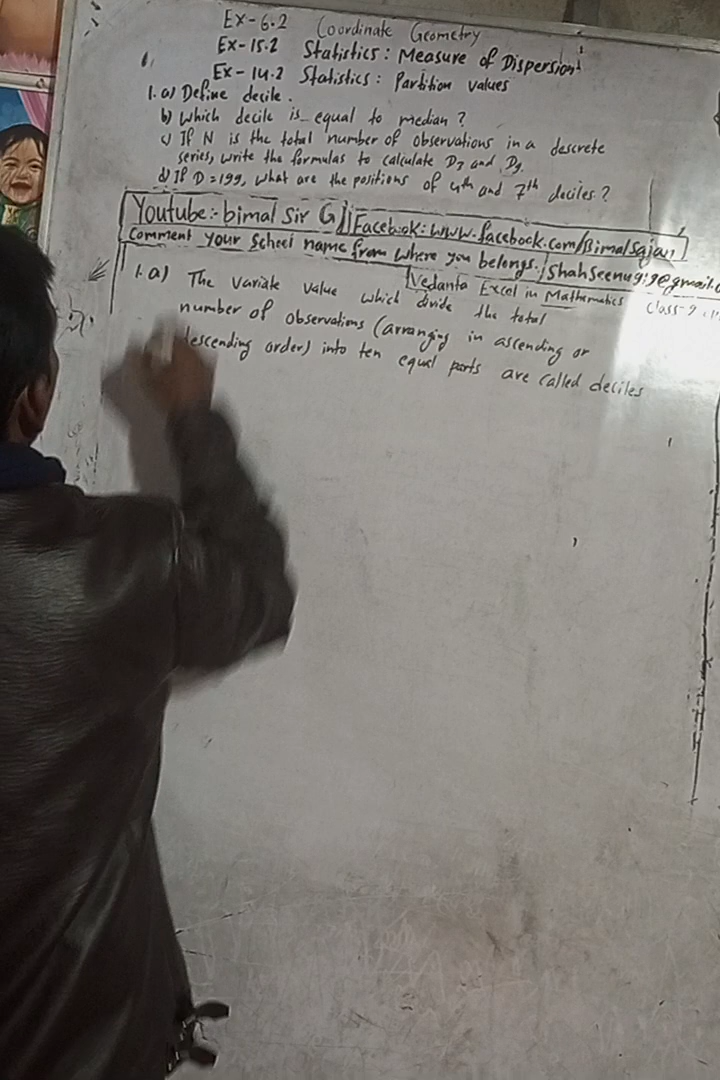 Ex-6.2 Coordinate Geometry
Ex-15.2 Statistics: Measure of Dispersion
Ex-14.2 Statistics: Partition values
1. a) Define decile.
b) Which decile is equal to median?
c) If N is the total number of observations in a descrete
series, write the formulas to calculate D7 and D9.
d) If D=199, what are the positions of 4th and 7th deciles?
Youtube:- bimal Sir G Facebook: www.facebook.com/Bimalsajan
Comment your School name from where you belongs. / Shahseenu
Vedanta Excel in Mathematics Class-9
1. a) The variate value which divide the total
number of observations (arranging in ascending or
descending order) into ten equal parts are called deciles